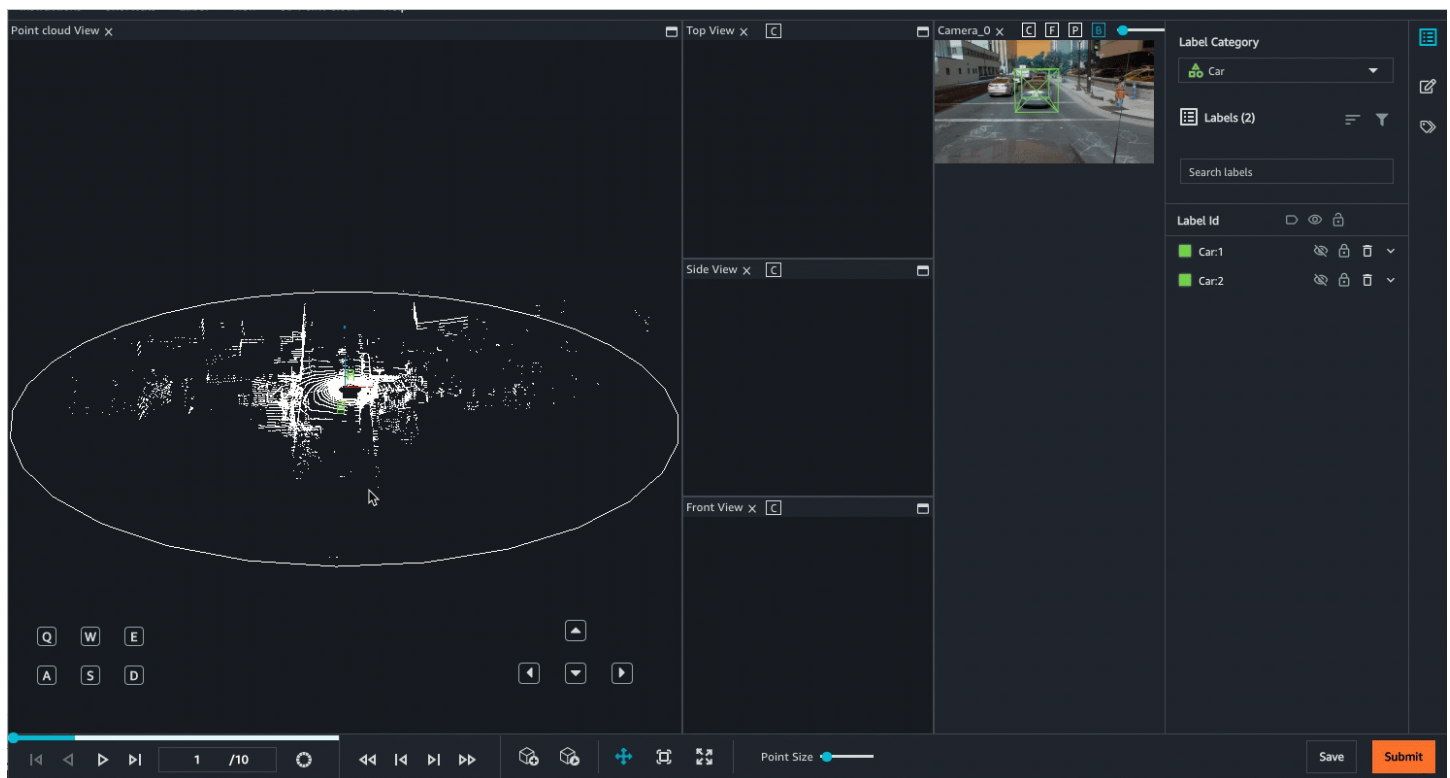 Point cloud View
Top View
C
Camera_0
C F P B
Label Category
Car
Labels (2)
Search labels
Label Id
Car:1
Car:2
Side View
C
Front View
C
Q W E
A S D
1 /10
Point Size
Save
Submit